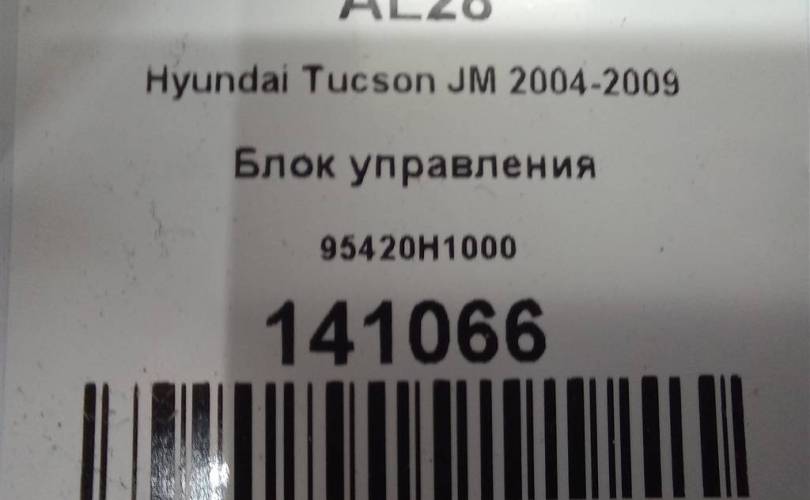 AL28
Hyundai Tucson JM 2004-2009
Блок управления
95420H1000
141066